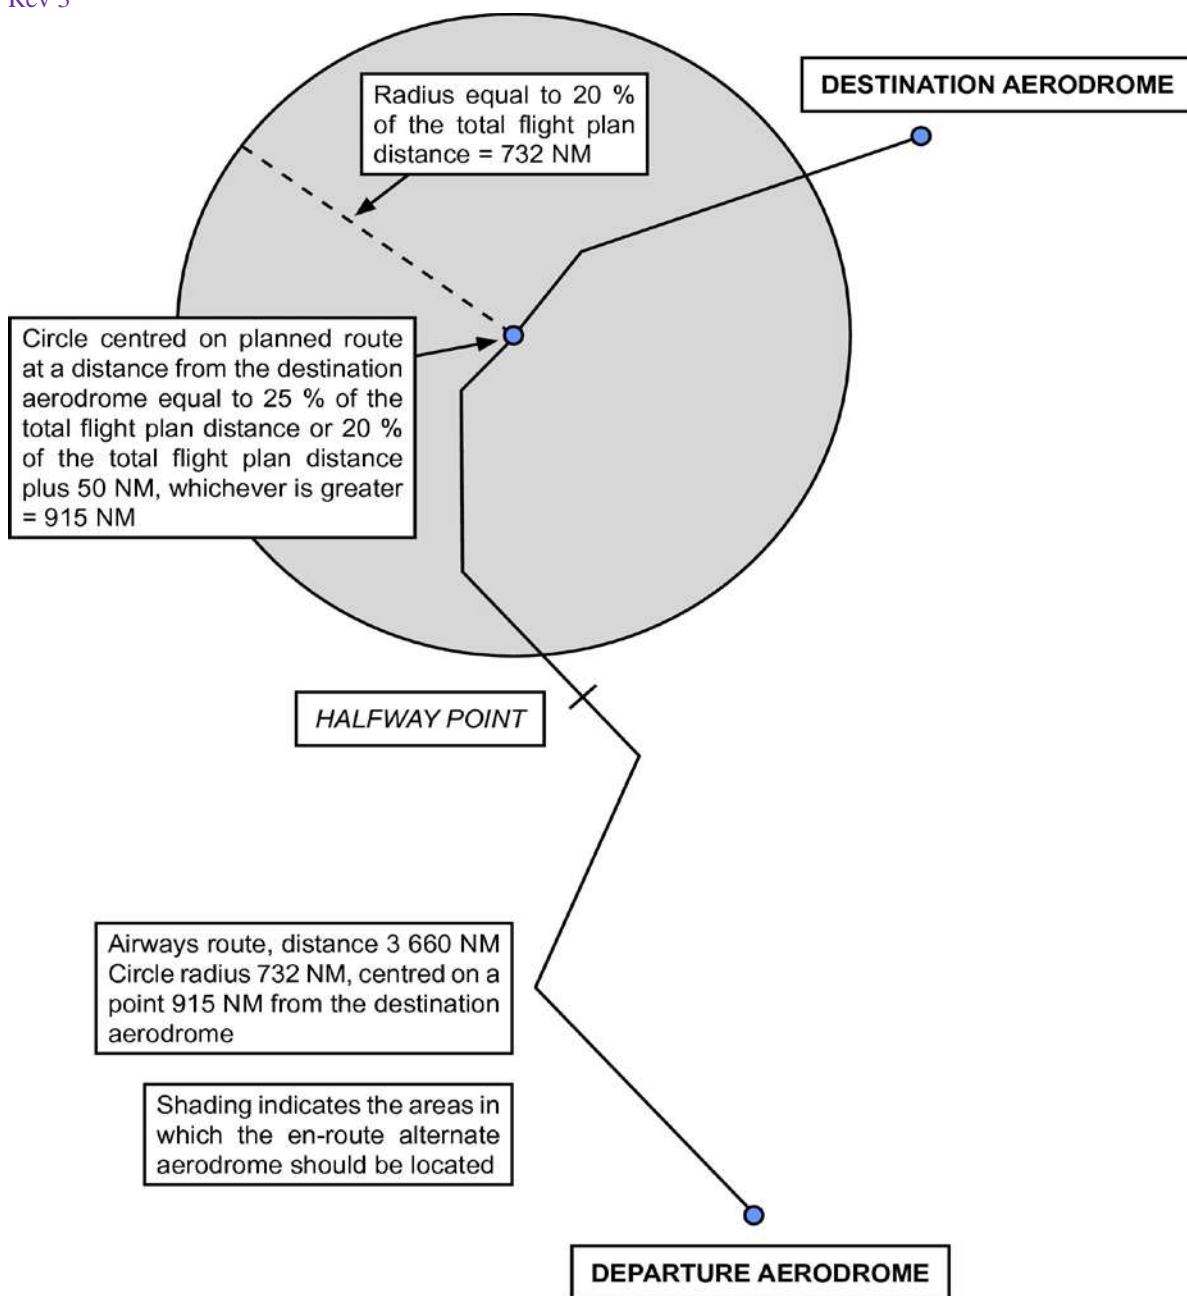 Rev 3
DESTINATION AERODROME
Radius equal to 20 %
of the total flight plan
distance = 732 NM
Circle centred on planned route
at a distance from the destination
aerodrome equal to 25 % of the
total flight plan distance or 20 %
of the total flight plan distance
plus 50 NM, whichever is greater
= 915 NM
HALFWAY POINT
Airways route, distance 3 660 NM
Circle radius 732 NM, centred on a
point 915 NM from the destination
aerodrome
Shading indicates the areas in
which the en-route alternate
aerodrome should be located
DEPARTURE AERODROME